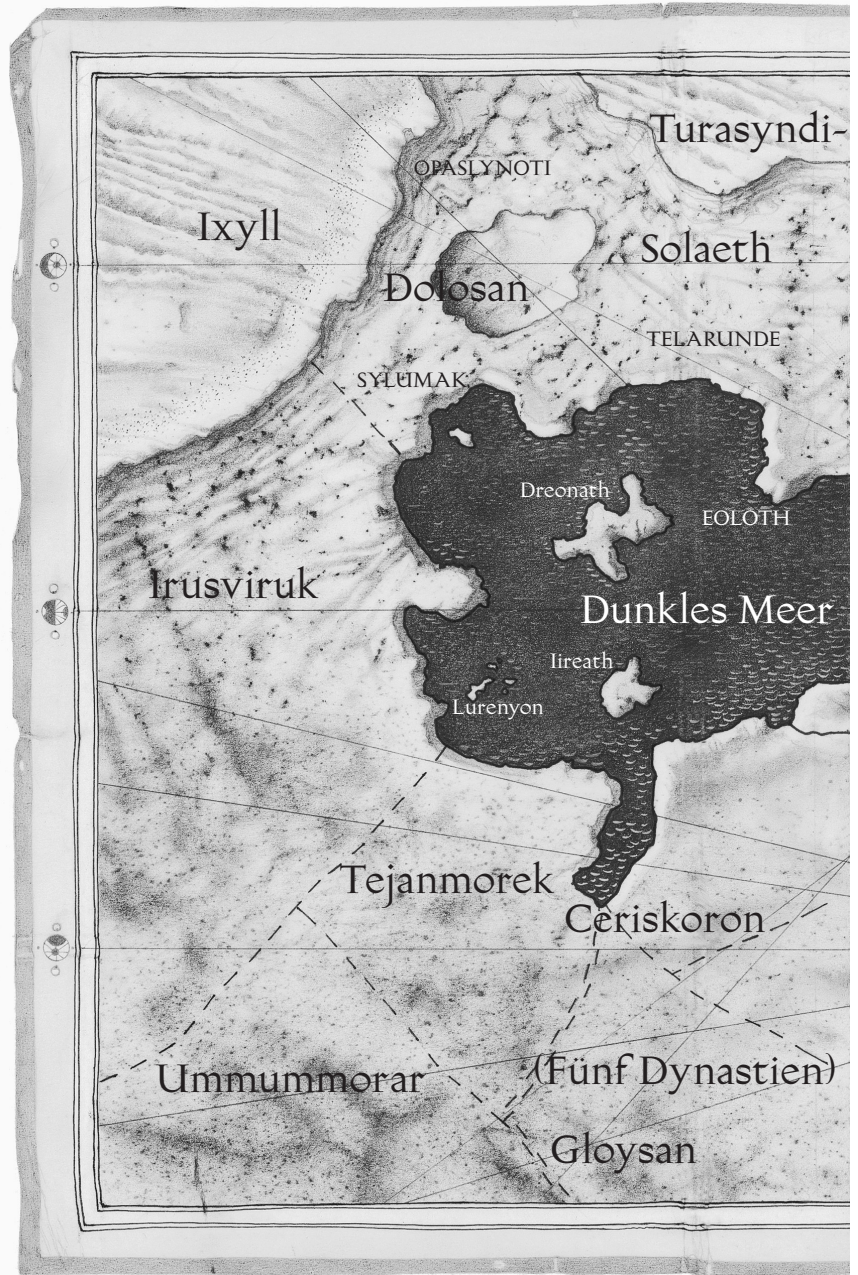 Turasyndi-
OPASLYNOTI
Ixyll
Solaeth
Dolosan
TELARUNDE
SYLUMAK
Dreonath
EOLOTH
Irusviruk
Dunkles Meer
Iireath
Lurenyon
Tejanmorek
Ceriskoron
Ummummorar
(Fünf Dynastien)
Gloysan